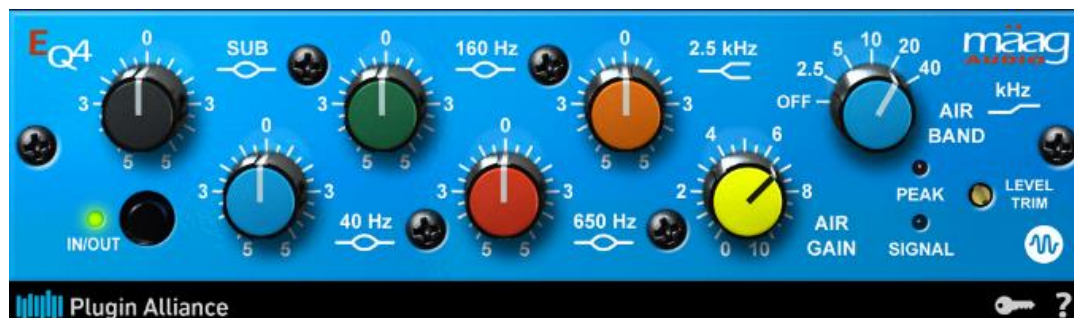 EQ4
0
SUB
3 3
5 5
0
40 Hz
3 3
5 5
0
160 Hz
3 3
5 5
0
650 Hz
3 3
5 5
0
2.5 kHz
3 3
5 5
4 6
2 8
0 10
AIR
GAIN
OFF 2.5 5 10 20 40
kHz
AIR
BAND
mäag
AUDIO
PEAK
SIGNAL
LEVEL
TRIM
IN/OUT
Plugin Alliance
?